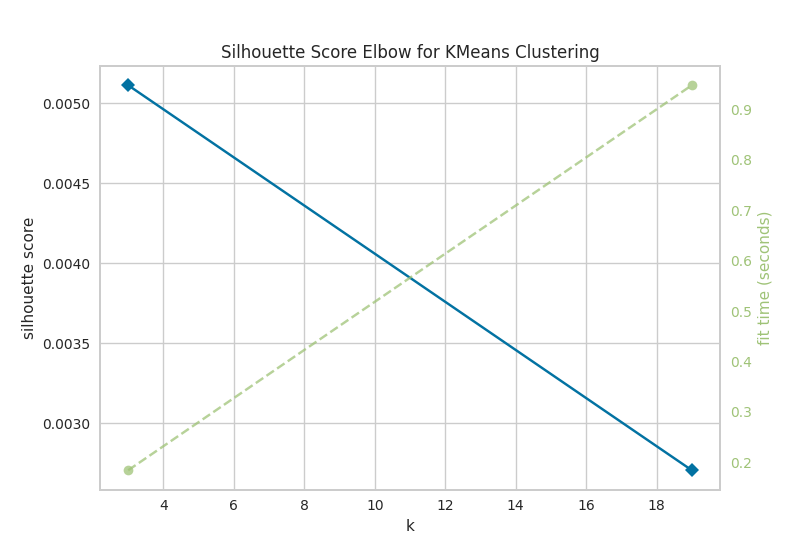 Silhouette Score Elbow for KMeans Clustering
silhouette score
0.0050
0.0045
0.0040
0.0035
0.0030
4 6 8 10 12 14 16 18
k
0.9
0.8
0.7
0.6
0.5
0.4
0.3
0.2
fit time (seconds)